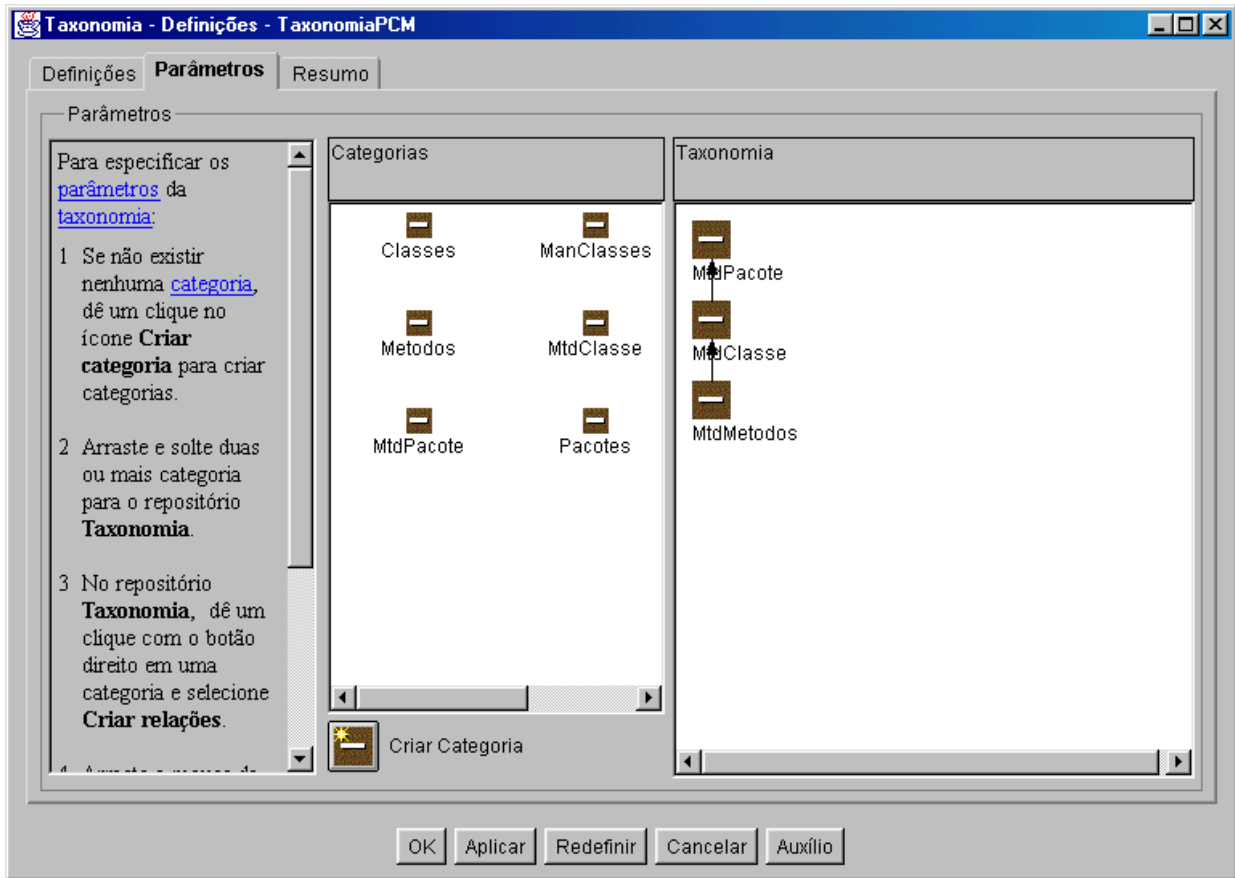 Taxonomia - Definições - TaxonomiaPCM
Definições Parâmetros Resumo
Parâmetros
Para especificar os
parâmetros da
taxonomia:
1 Se não existir
nenhuma categoria,
dê um clique no
ícone Criar
categoria para criar
categorias.
2 Arraste e solte duas
ou mais categoria
para o repositório
Taxonomia.
3 No repositório
Taxonomia, dê um
clique com o botão
direito em uma
categoria e selecione
Criar relações.
Categorias
Classes ManClasses
Metodos MtdClasse
MtdPacote Pacotes
Criar Categoria
Taxonomia
MtdPacote
MtdClasse
MtdMetodos
OK Aplicar Redefinir Cancelar Auxílio